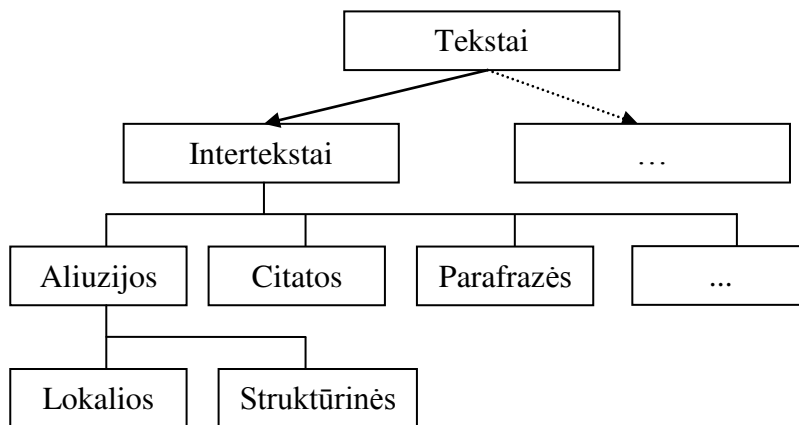 Tekstai
Intertekstai
…
Aliuzijos
Citatos
Parafrazės
...
Lokalios
Struktūrinės